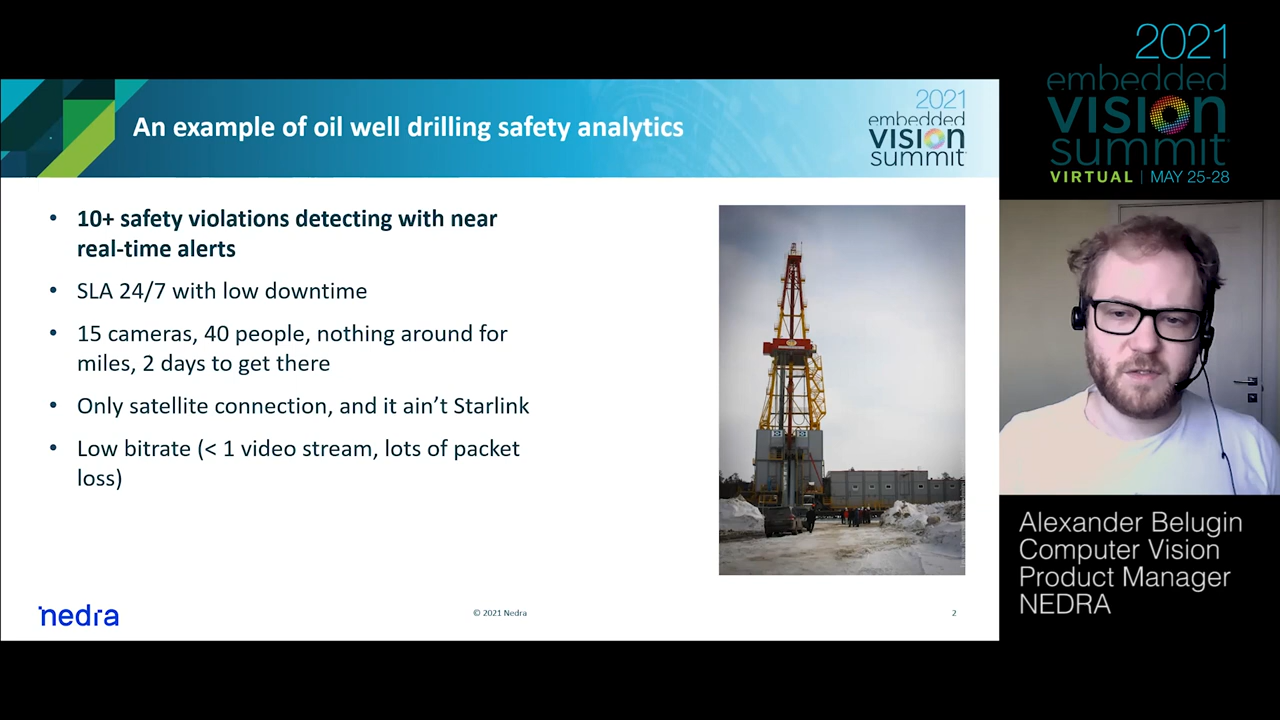 An example of oil well drilling safety analytics
2021
embedded
vision
summit
• 10+ safety violations detecting with near
real-time alerts
• SLA 24/7 with low downtime
• 15 cameras, 40 people, nothing around for
miles, 2 days to get there
• Only satellite connection, and it ain’t Starlink
• Low bitrate (< 1 video stream, lots of packet
loss)
nedra
© 2021 Nedra
2
2021
embedded
vision
summit
VIRTUAL | MAY 25-28
Alexander Belugin
Computer Vision
Product Manager
NEDRA